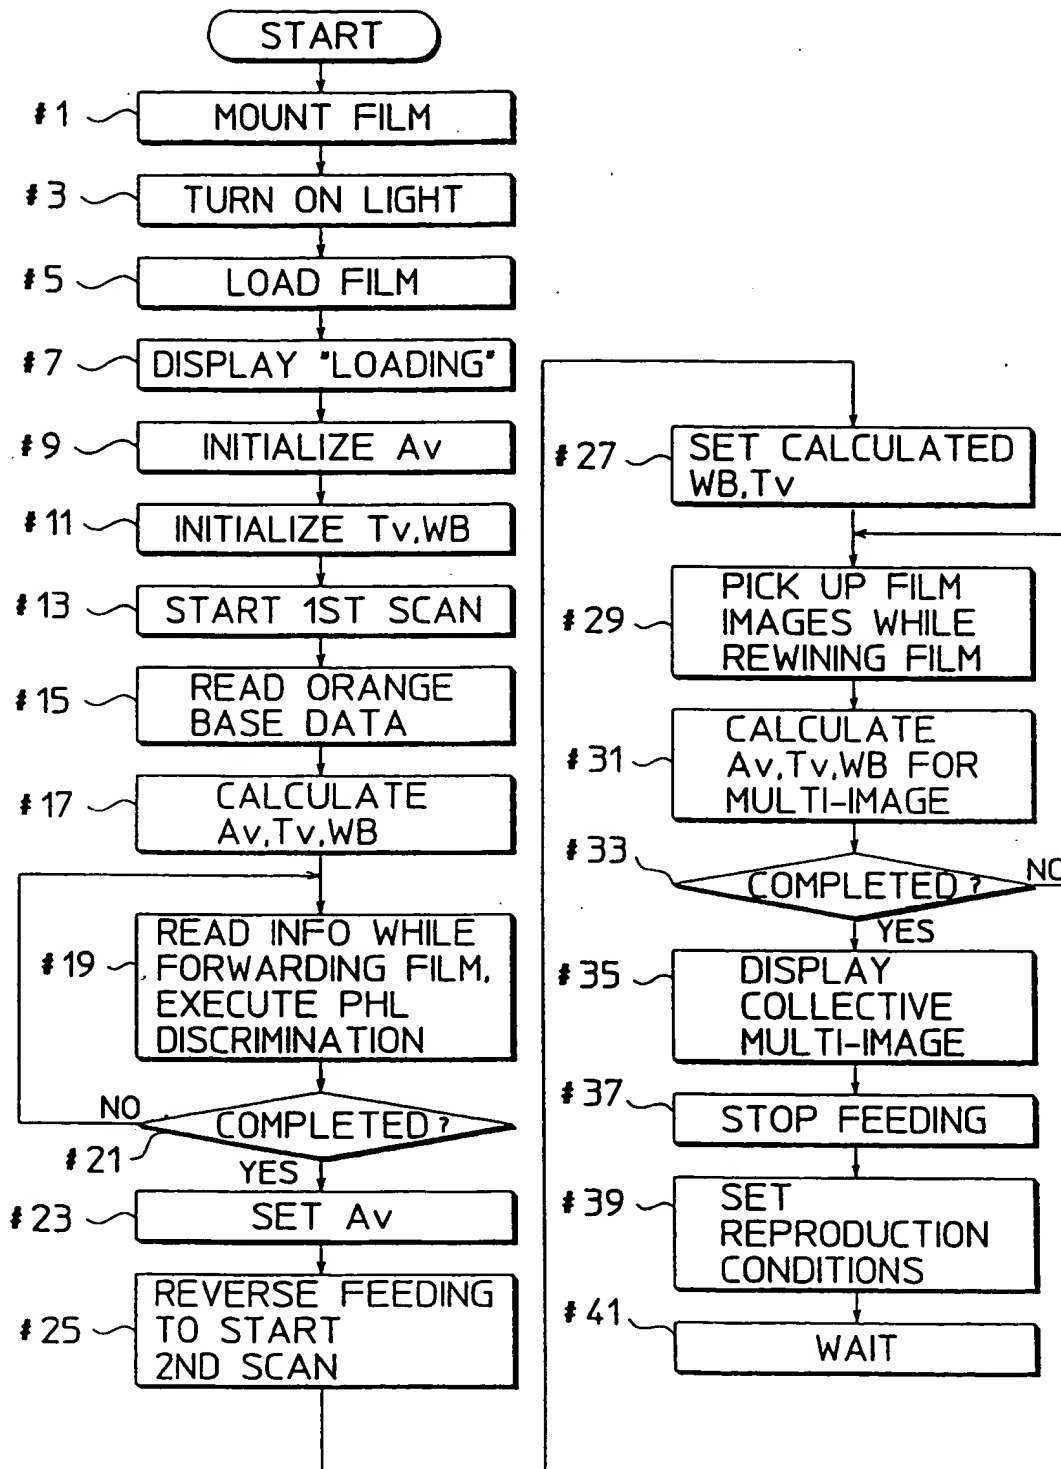 START
#1
MOUNT FILM
#3
TURN ON LIGHT
#5
LOAD FILM
#7
DISPLAY "LOADING"
#9
INITIALIZE Av
#11
INITIALIZE Tv,WB
#13
START 1ST SCAN
#15
READ ORANGE
BASE DATA
#17
CALCULATE
Av,Tv,WB
#19
READ INFO WHILE
FORWARDING FILM,
EXECUTE PHL
DISCRIMINATION
NO
COMPLETED?
#21
YES
#23
SET Av
#25
REVERSE FEEDING
TO START
2ND SCAN
#27
SET CALCULATED
WB,Tv
#29
PICK UP FILM
IMAGES WHILE
REWINING FILM
#31
CALCULATE
Av,Tv,WB FOR
MULTI-IMAGE
#33
COMPLETED?
NO
YES
#35
DISPLAY
COLLECTIVE
MULTI-IMAGE
#37
STOP FEEDING
#39
SET
REPRODUCTION
CONDITIONS
#41
WAIT